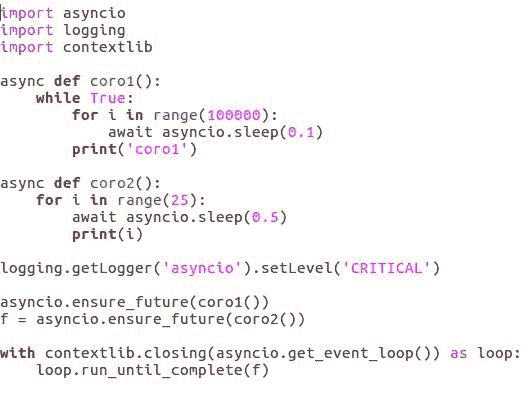 import asyncio
import logging
import contextlib

async def coro1():
    while True:
        for i in range(100000):
            await asyncio.sleep(0.1)
        print('coro1')

async def coro2():
    for i in range(25):
        await asyncio.sleep(0.5)
        print(i)

logging.getLogger('asyncio').setLevel('CRITICAL')

asyncio.ensure_future(coro1())
f = asyncio.ensure_future(coro2())

with contextlib.closing(asyncio.get_event_loop()) as loop:
    loop.run_until_complete(f)